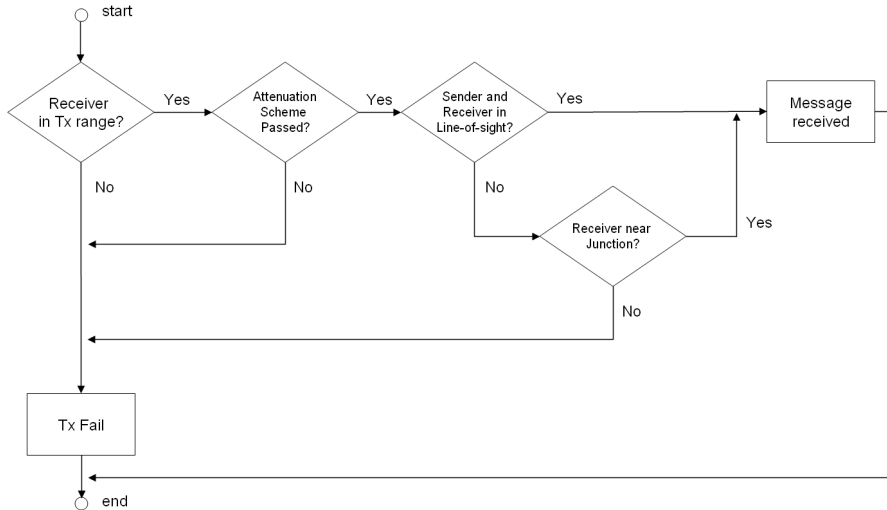 start
Receiver
in Tx range?
Yes
Attenuation
Scheme
Passed?
Yes
Sender and
Receiver in
Line-of-sight?
Yes
Message
received
No
No
No
Receiver near
Junction?
Yes
No
Tx Fail
end